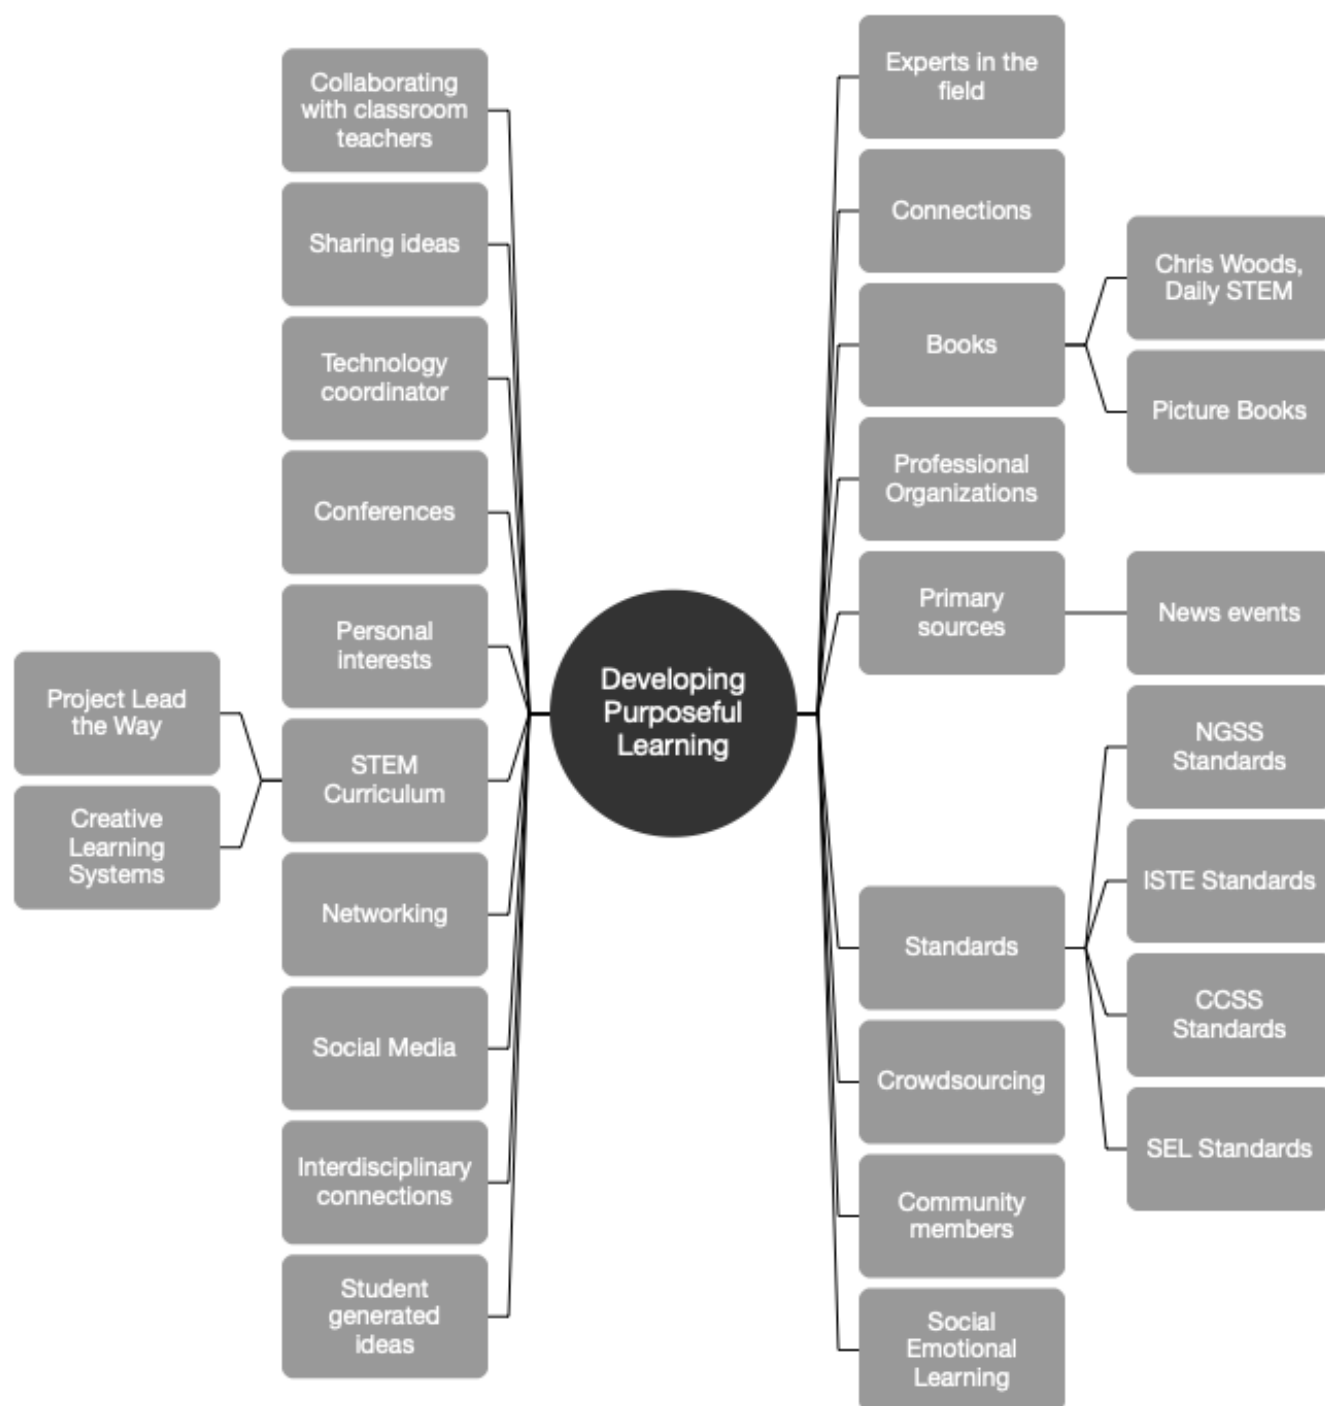 Collaborating
with classroom
teachers
Sharing ideas
Technology
coordinator
Conferences
Personal
interests
STEM
Curriculum
Project Lead
the Way
Creative
Learning
Systems
Networking
Social Media
Interdisciplinary
connections
Student
generated
ideas
Developing
Purposeful
Learning
Experts in the
field
Connections
Books
Chris Woods,
Daily STEM
Picture Books
Professional
Organizations
Primary
sources
News events
Standards
NGSS
Standards
ISTE Standards
CCSS
Standards
SEL Standards
Crowdsourcing
Community
members
Social
Emotional
Learning